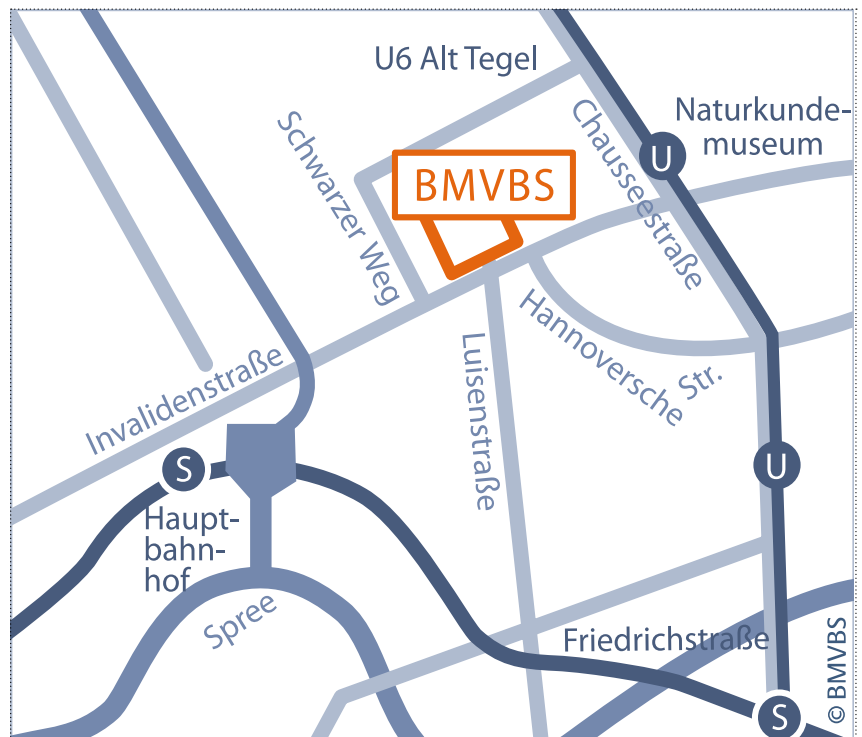 U6 Alt Tegel
Naturkunde-
museum
U
Chausseestraße
Schwarzer Weg
BMVBS
Hannoversche
Str.
Luisenstraße
Invalidenstraße
S
U
Haupt-
bahn-
hof
Spree
Friedrichstraße
S
© BMVBS